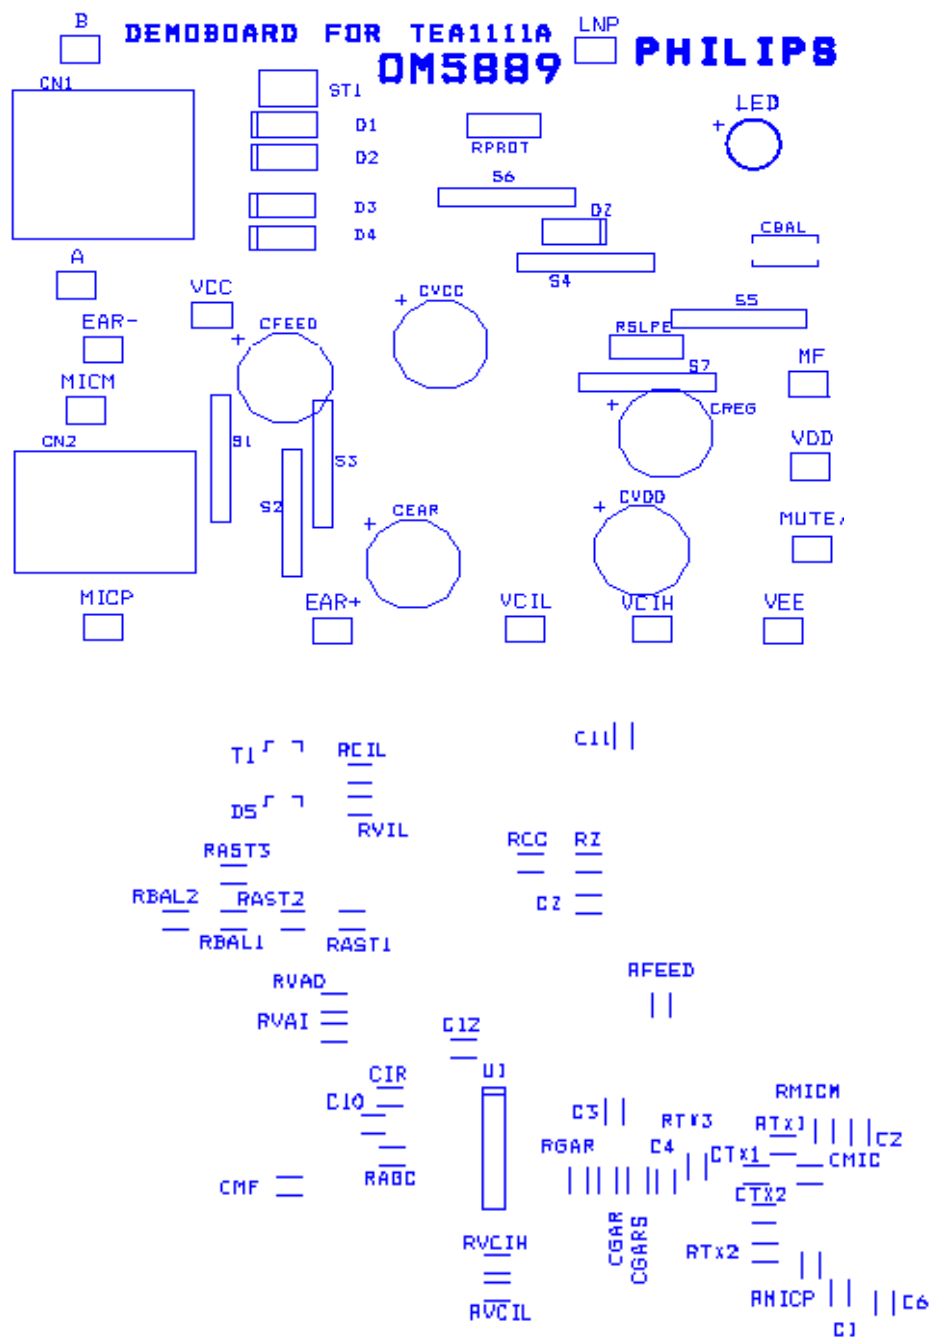 B
DEMOBOARD FOR TEA1111A
LNP
PHILIPS
OM5889
CN1
ST1
LED
+
D1
RPROT
D2
S6
D3
DZ
D4
CBAL
A
S4
VCC
+ CVCC
S5
EAR-
+ CFEED
RSLPE
MF
S7
MICM
+ CREG
CN2
S1
VDD
S3
S2
+ CEAR
+ CVDD
MUTE/
MICP
EAR+
VCIL
VCIH
VEE
T1
RCIL
C11
D5
RVIL
RCC
RZ
RAST3
RBAL2
RAST2
CZ
RBAL1
RAST1
RVAD
RFEED
RVAI
C12
CIR
U1
C10
RMICM
C3
RTX3
RTX1
C2
RGAR
C4
CTX1
CMIC
RAGC
CMF
CTX2
CGAR
CGARS
RVCIH
RTX2
RVCIL
RMICP
C6
C1